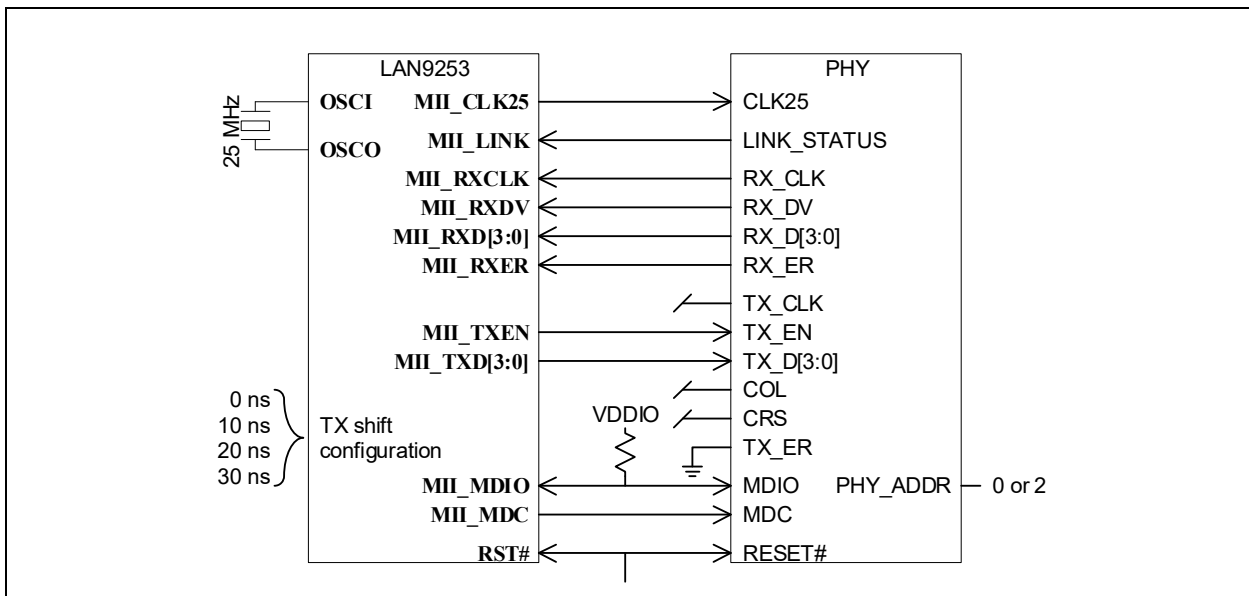 LAN9253 PHY
OSCI MII_CLK25 CLK25
25 MHz
MII_LINK LINK_STATUS
OSCO
MII_RXCLK RX_CLK
MII_RXDV RX_DV
MII_RXD[3:0] RX_D[3:0]
MII_RXER RX_ER
TX_CLK
MII_TXEN TX_EN
MII_TXD[3:0] TX_D[3:0]
COL
0 ns
VDDIO
CRS
10 ns
TX shift
TX_ER
20 ns
configuration
30 ns
MII_MDIO MDIO PHY_ADDR 0 or 2
MII_MDC MDC
RST# RESET#